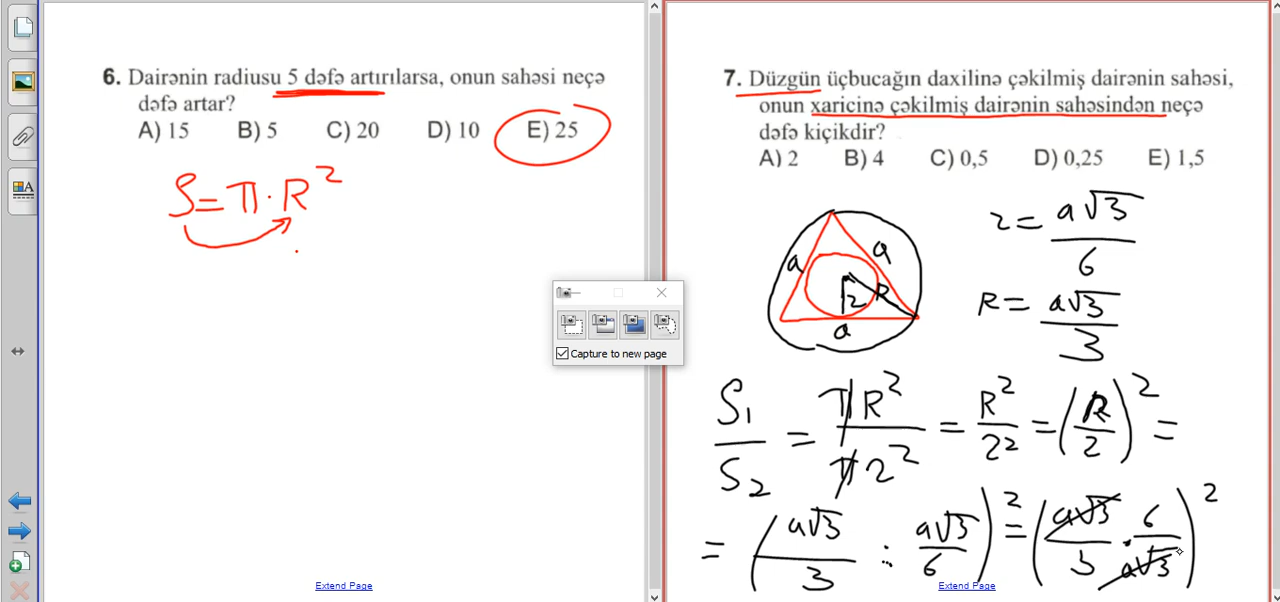 6. Dairənin radiusu 5 dəfə artırılarsa, onun sahəsi neçə
dəfə artar?
A) 15 B) 5 C) 20 D) 10 E) 25
S = π · R²
Extend Page
Capture to new page
7. Düzgün üçbucağın daxilinə çəkilmiş dairənin sahəsi,
onun xaricinə çəkilmiş dairənin sahəsindən neçə
dəfə kiçikdir?
A) 2 B) 4 C) 0,5 D) 0,25 E) 1,5
a a
r R
a
r = a√3/6
R = a√3/3
S₁/S₂ = πR²/πr² = R²/r² = (R/r)² =
= (a√3/3 : a√3/6)² = (a√3/3 · 6/a√3)²
Extend Page